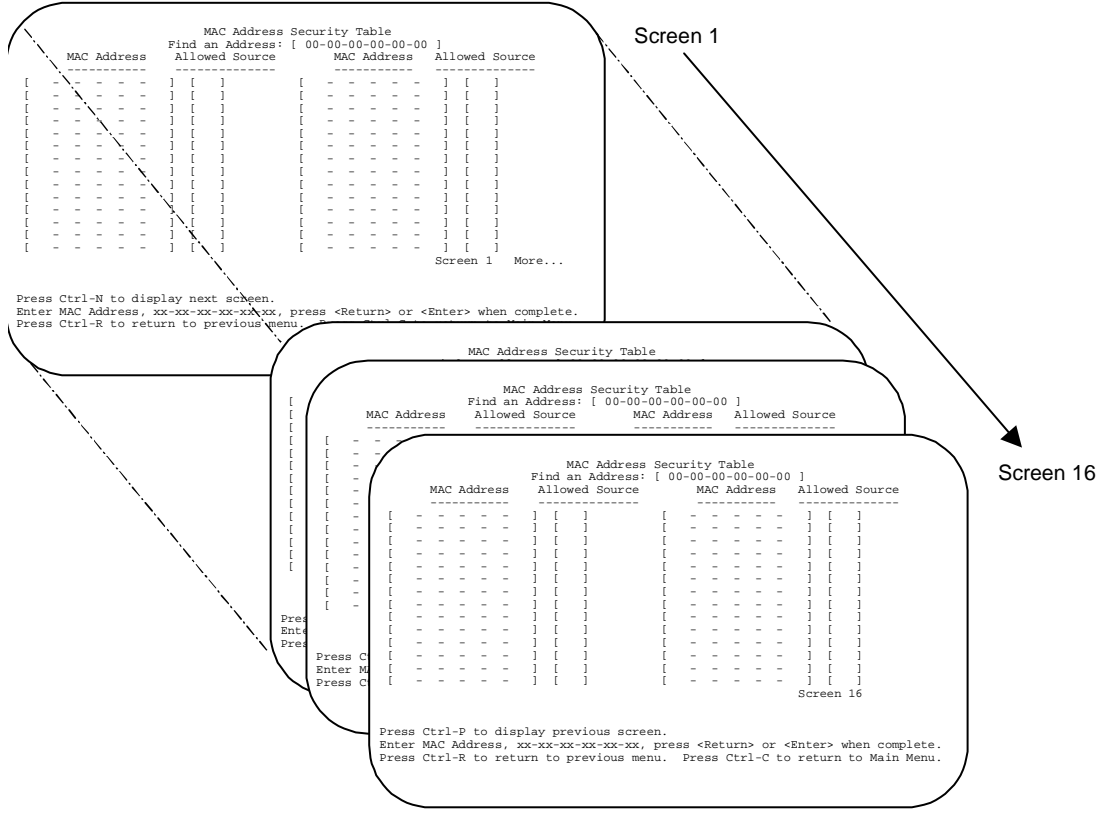 Screen 1
MAC Address Security Table
Find an Address: [ 00-00-00-00-00-00 ]
MAC Address Allowed Source MAC Address Allowed Source
----------- -------------- ----------- --------------
[ - - - - - ] [ ] [ - - - - - ] [ ]
[ - - - - - ] [ ] [ - - - - - ] [ ]
[ - - - - - ] [ ] [ - - - - - ] [ ]
[ - - - - - ] [ ] [ - - - - - ] [ ]
[ - - - - - ] [ ] [ - - - - - ] [ ]
[ - - - - - ] [ ] [ - - - - - ] [ ]
[ - - - - - ] [ ] [ - - - - - ] [ ]
[ - - - - - ] [ ] [ - - - - - ] [ ]
[ - - - - - ] [ ] [ - - - - - ] [ ]
[ - - - - - ] [ ] [ - - - - - ] [ ]
[ - - - - - ] [ ] [ - - - - - ] [ ]
[ - - - - - ] [ ] [ - - - - - ] [ ]
[ - - - - - ] [ ] [ - - - - - ] [ ]
[ - - - - - ] [ ] [ - - - - - ] [ ]
Screen 1 More...
Press Ctrl-N to display next screen.
Enter MAC Address, xx-xx-xx-xx-xx-xx, press <Return> or <Enter> when complete.
Press Ctrl-R to return to previous menu.
MAC Address Security Table
MAC Address Security Table
Find an Address: [ 00-00-00-00-00-00 ]
MAC Address Allowed Source MAC Address Allowed Source
----------- -------------- ----------- --------------
Press
Enter
Press
Screen 16
MAC Address Security Table
Find an Address: [ 00-00-00-00-00-00 ]
MAC Address Allowed Source MAC Address Allowed Source
----------- -------------- ----------- --------------
[ - - - - - ] [ ] [ - - - - - ] [ ]
[ - - - - - ] [ ] [ - - - - - ] [ ]
[ - - - - - ] [ ] [ - - - - - ] [ ]
[ - - - - - ] [ ] [ - - - - - ] [ ]
[ - - - - - ] [ ] [ - - - - - ] [ ]
[ - - - - - ] [ ] [ - - - - - ] [ ]
[ - - - - - ] [ ] [ - - - - - ] [ ]
[ - - - - - ] [ ] [ - - - - - ] [ ]
[ - - - - - ] [ ] [ - - - - - ] [ ]
[ - - - - - ] [ ] [ - - - - - ] [ ]
[ - - - - - ] [ ] [ - - - - - ] [ ]
[ - - - - - ] [ ] [ - - - - - ] [ ]
[ - - - - - ] [ ] [ - - - - - ] [ ]
[ - - - - - ] [ ] [ - - - - - ] [ ]
Screen 16
Press Ctrl-P to display previous screen.
Enter MAC Address, xx-xx-xx-xx-xx-xx, press <Return> or <Enter> when complete.
Press Ctrl-R to return to previous menu. Press Ctrl-C to return to Main Menu.